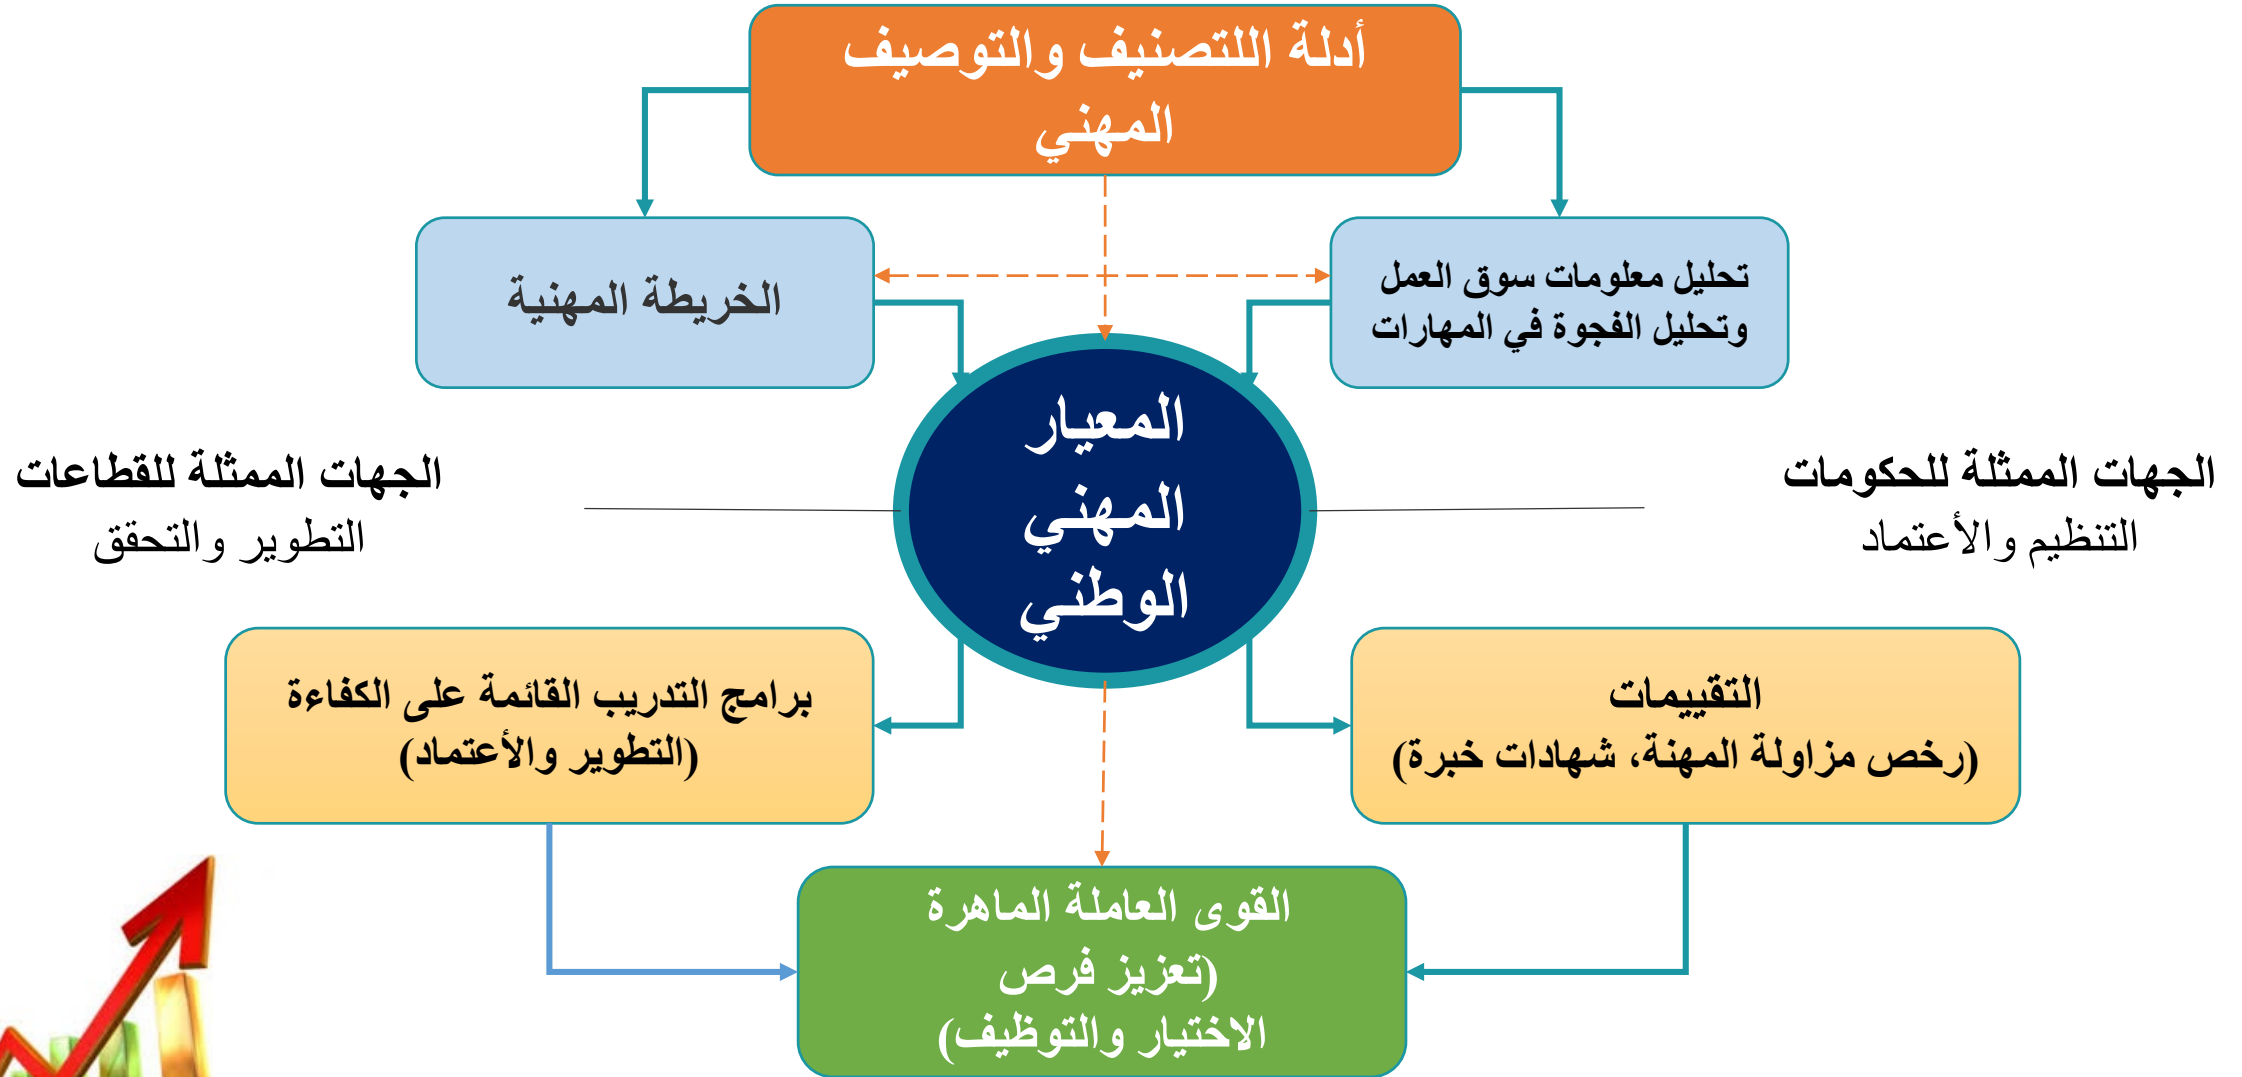 أدلة اللتصنيف والتوصيف
المهني
تحليل معلومات سوق العمل
وتحليل الفجوة في المهارات
الخريطة المهنية
المعيار
المهني
الوطني
الجهات الممثلة للحكومات
التنظيم والأعتماد
الجهات الممثلة للقطاعات
التطوير والتحقق
التقييمات
(رخص مزاولة المهنة، شهادات خبرة)
برامج التدريب القائمة على الكفاءة
(التطوير والأعتماد)
القوى العاملة الماهرة
(تعزيز فرص
الاختيار والتوظيف)